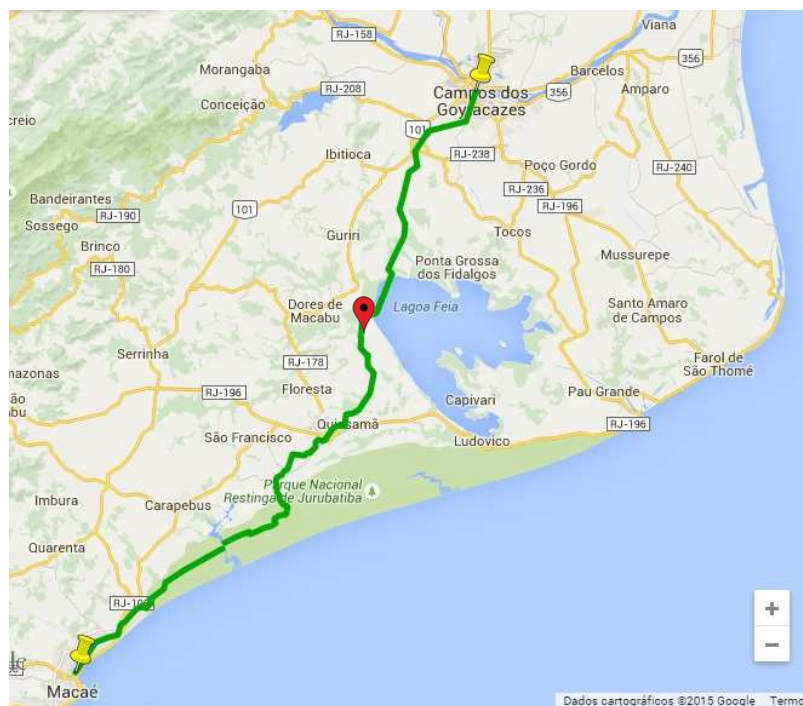 RJ-158
Viana
Morangaba
356
RJ-208
Barcelos
Campos dos
Goytacazes
356
Amparo
Conceição
creio
101
Ibitioca
RJ-238
Poço Gordo
RJ-240
Bandeirantes
RJ-236
RJ-190
101
RJ-196
Sossego
Guriri
Tocos
Brinco
Mussurepe
Ponta Grossa
dos Fidalgos
RJ-180
Dores de
Macabu
Lagoa Feia
Santo Amaro
de Campos
Serrinha
RJ-178
Farol de
São Thomé
mazonas
RJ-196
Floresta
Pau Grande
Capivari
Quissamã
RJ-196
São Francisco
Ludovico
Parque Nacional
Restinga de Jurubatiba
Imbura
Carapebus
Quarenta
+
−
Macaé
Dados cartográficos ©2015 Google
Termo